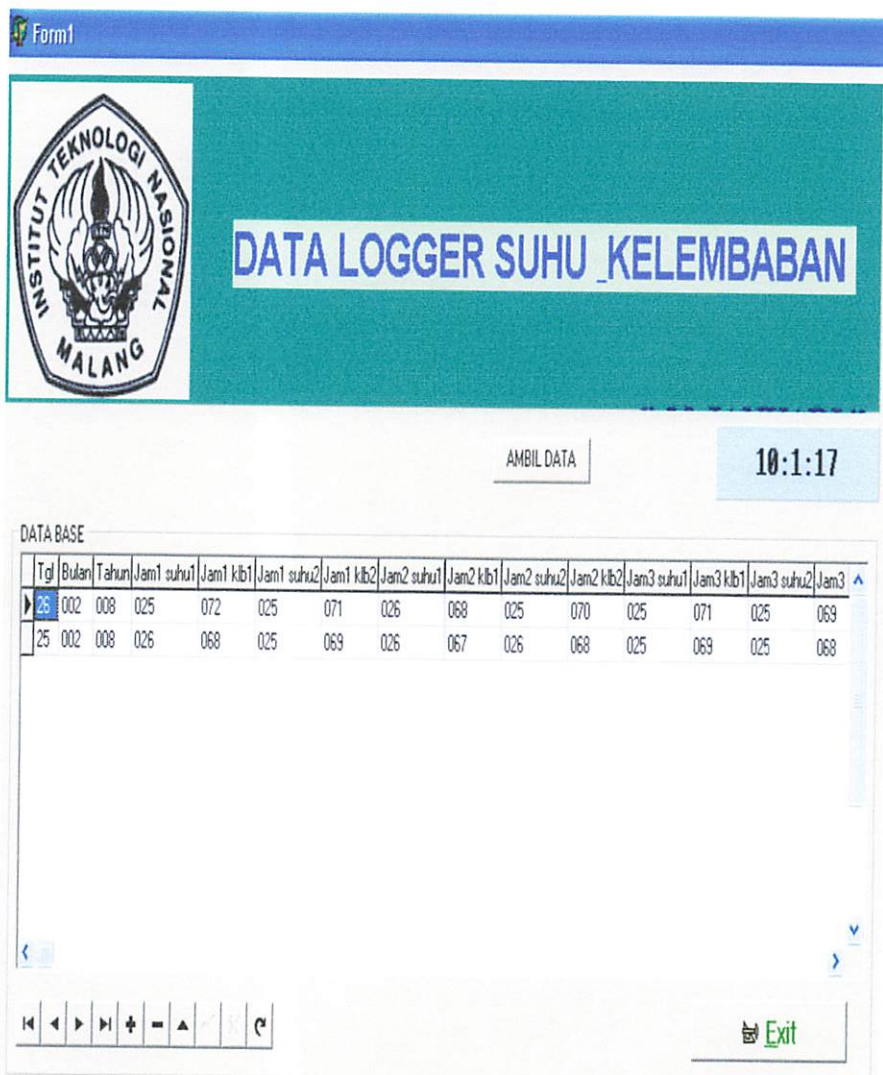 Form1
INSTITUT TEKNOLOGI NASIONAL
MALANG
DATA LOGGER SUHU _KELEMBABAN
AMBIL DATA
10:1:17
DATA BASE
Tgl Bulan Tahun Jam1 suhu1 Jam1 klb1 Jam1 suhu2 Jam1 klb2 Jam2 suhu1 Jam2 klb1 Jam2 suhu2 Jam2 klb2 Jam3 suhu1 Jam3 klb1 Jam3 suhu2 Jam3
26 002 008 025 072 025 071 026 068 025 070 025 071 025 069
25 002 008 026 068 025 069 026 067 026 068 025 069 025 068
Exit